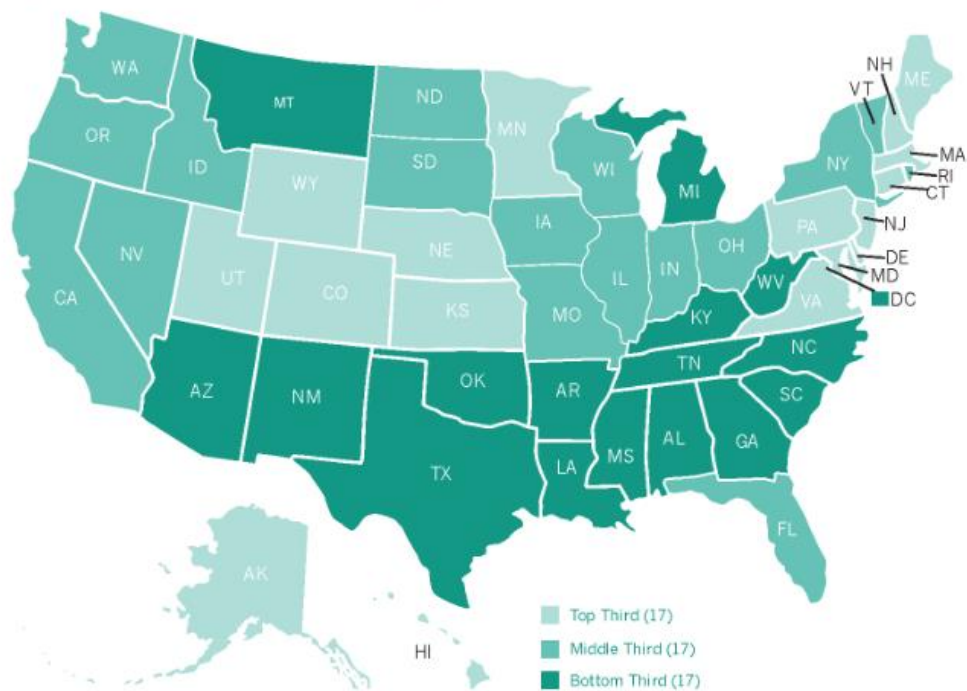 WA
MT
ND
MN
NH
VT
ME
OR
ID
SD
WI
NY
MA
RI
CT
WY
MI
IA
NE
PA
NJ
NV
UT
CO
IL
IN
OH
DE
MD
DC
CA
KS
MO
WV
VA
KY
AZ
NM
OK
AR
TN
NC
SC
TX
LA
MS
AL
GA
FL
AK
HI
Top Third (17)
Middle Third (17)
Bottom Third (17)